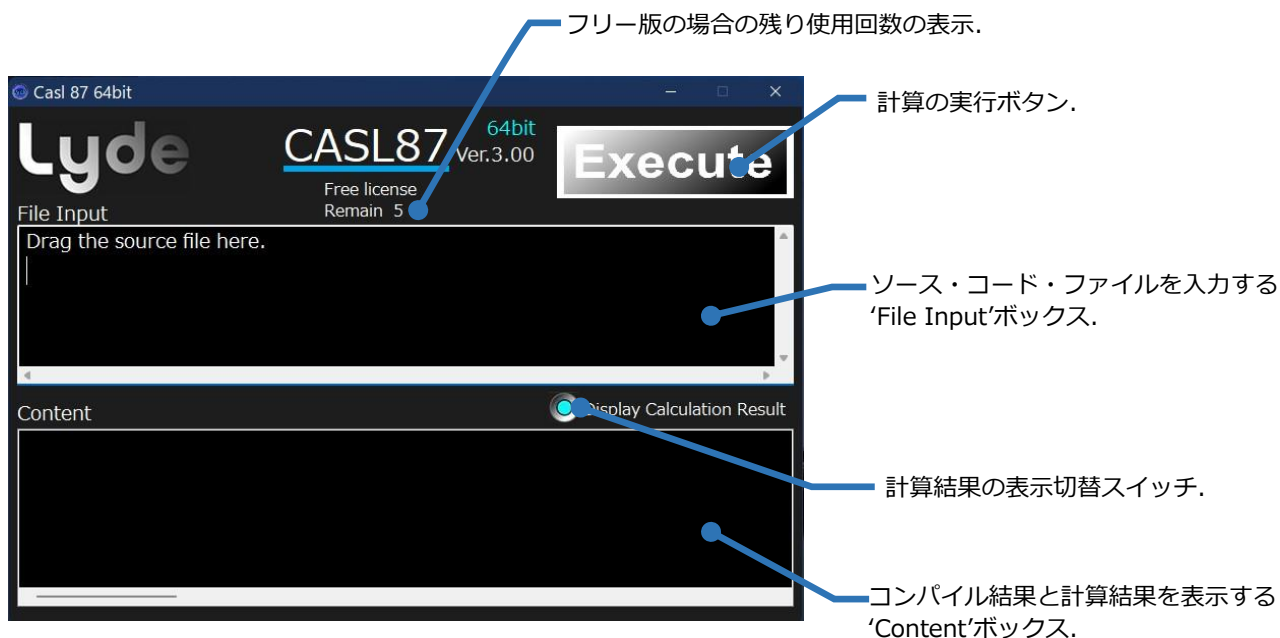 フリー版の場合の残り使用回数の表示.
Casl 87 64bit
計算の実行ボタン.
Lyde
CASL87
64bit
Ver.3.00
Execute
Free license
Remain 5
File Input
Drag the source file here.
ソース・コード・ファイルを入力する
‘File Input’ボックス.
Content
Display Calculation Result
計算結果の表示切替スイッチ.
コンパイル結果と計算結果を表示する
‘Content’ボックス.